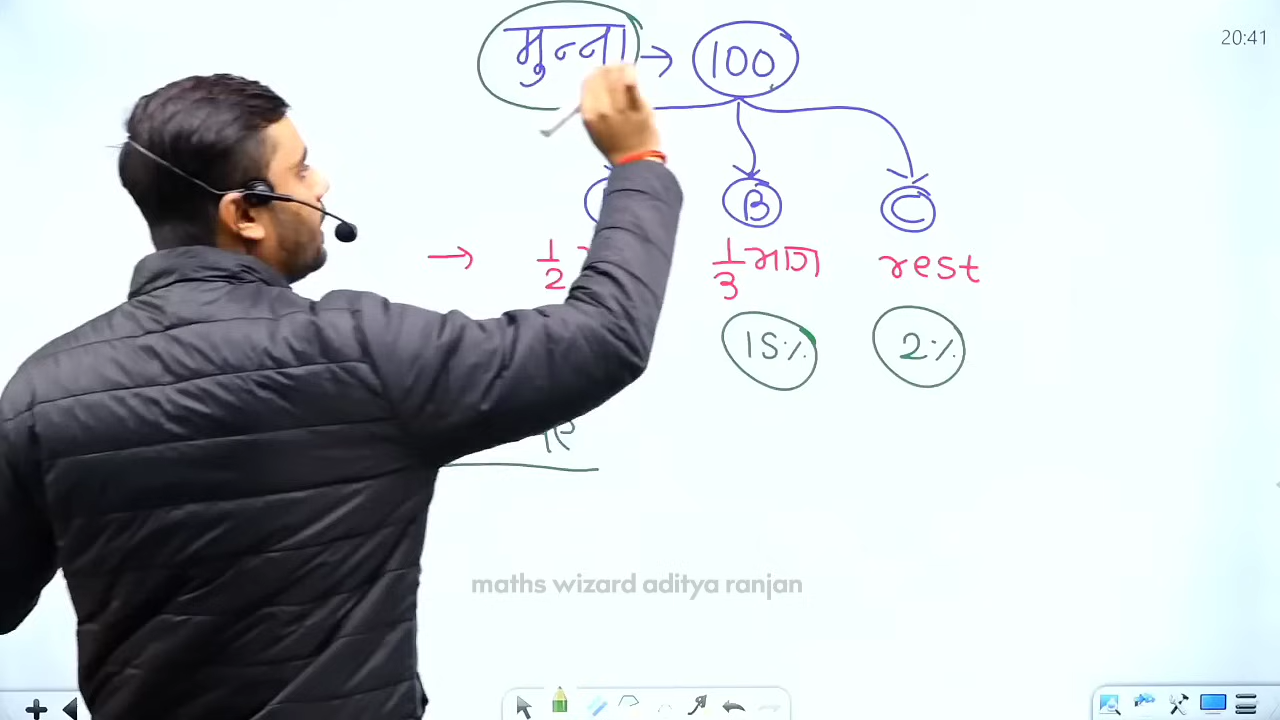 20:41
मुन्ना → 100
B C
→ 1/2 1/3 भाग rest
15% 2%
maths wizard aditya ranjan